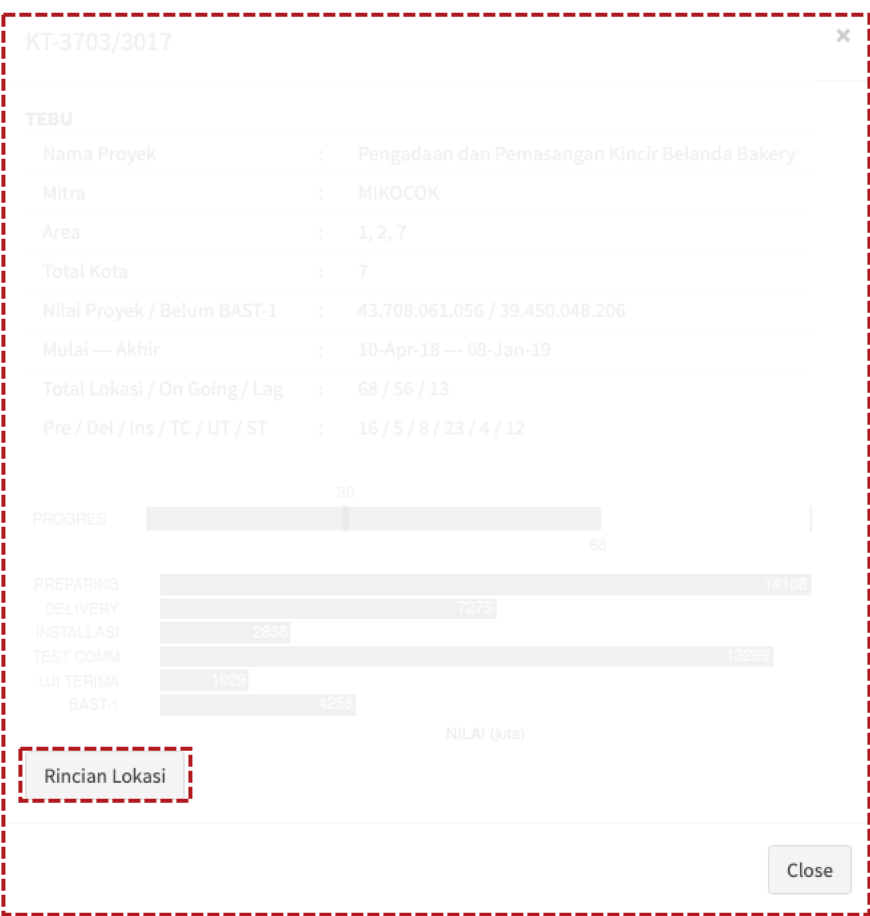 KT-3703/3017 ×
TEBU
Nama Proyek : Pengadaan dan Pemasangan Kincir Belanda Bakery
Mitra : MIKOCOK
Area : 1, 2, 7
Total Kota : 7
Nilai Proyek / Belum BAST-1 : 43.708.061.056 / 39.450.048.206
Mulai --- Akhir : 10-Apr-18 --- 08-Jan-19
Total Lokasi / On Going / Lag : 68 / 56 / 13
Pre / Del / Ins / TC / UT / ST : 16 / 5 / 8 / 23 / 4 / 12
30
PROGRES
68
PREPARING 14108
DELIVERY 7275
INSTALLASI 2838
TEST COMM 13299
UJI TERIMA 1929
BAST-1 4258
NILAI (juta)
Rincian Lokasi
Close